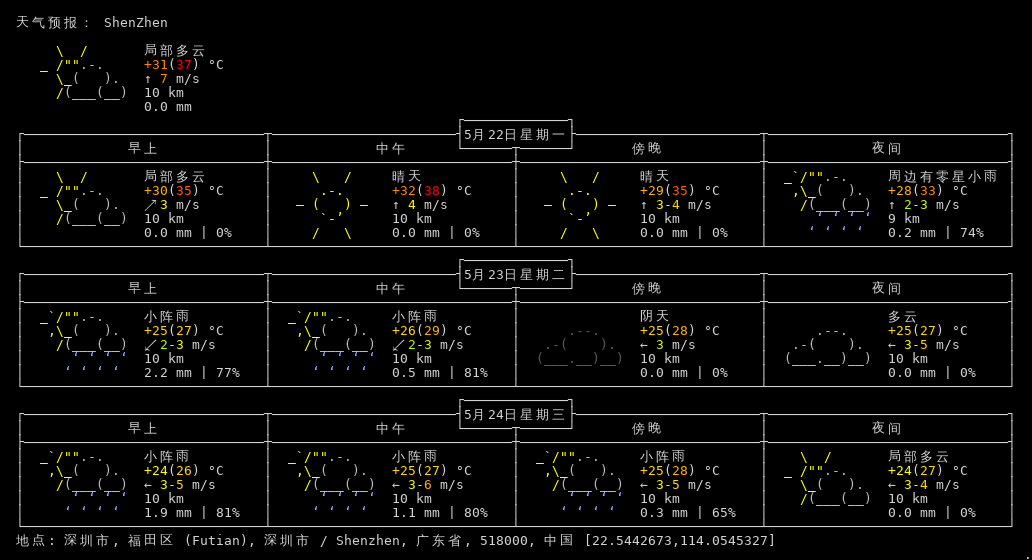 天气预报： ShenZhen
局部多云
+31(37) °C
↑ 7 m/s
10 km
0.0 mm
5月22日星期一
早上 中午 傍晚 夜间
局部多云 晴天 晴天 周边有零星小雨
+30(35) °C +32(38) °C +29(35) °C +28(33) °C
↗ 3 m/s ↑ 4 m/s ↑ 3-4 m/s ↑ 2-3 m/s
10 km 10 km 10 km 9 km
0.0 mm | 0% 0.0 mm | 0% 0.0 mm | 0% 0.2 mm | 74%
5月23日星期二
早上 中午 傍晚 夜间
小阵雨 小阵雨 阴天 多云
+25(27) °C +26(29) °C +25(28) °C +25(27) °C
↙ 2-3 m/s ↙ 2-3 m/s ← 3 m/s ← 3-5 m/s
10 km 10 km 10 km 10 km
2.2 mm | 77% 0.5 mm | 81% 0.0 mm | 0% 0.0 mm | 0%
5月24日星期三
早上 中午 傍晚 夜间
小阵雨 小阵雨 小阵雨 局部多云
+24(26) °C +25(27) °C +25(28) °C +24(27) °C
← 3-5 m/s ← 3-6 m/s ← 3-5 m/s ← 3-4 m/s
10 km 10 km 10 km 10 km
1.9 mm | 81% 1.1 mm | 80% 0.3 mm | 65% 0.0 mm | 0%
地点: 深圳市, 福田区 (Futian), 深圳市 / Shenzhen, 广东省, 518000, 中国 [22.5442673,114.0545327]